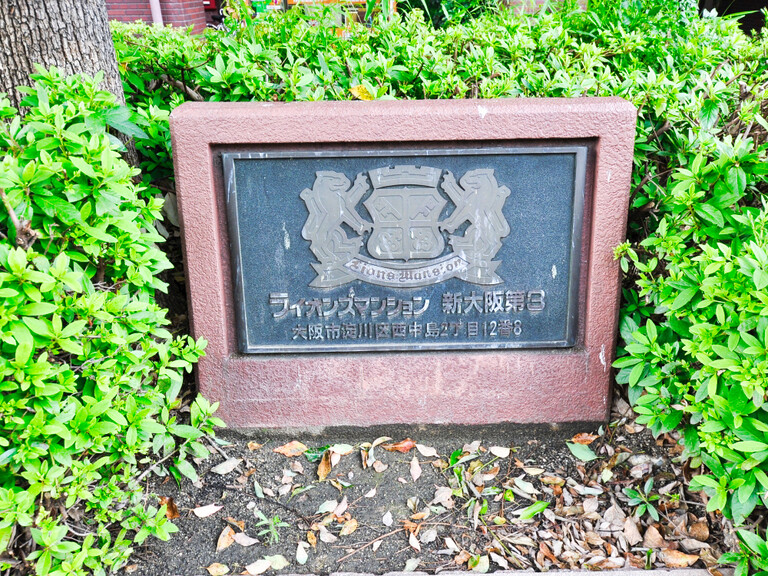 Lions Mansion
ライオンズマンション 新大阪第3
大阪市淀川区西中島2丁目12番8